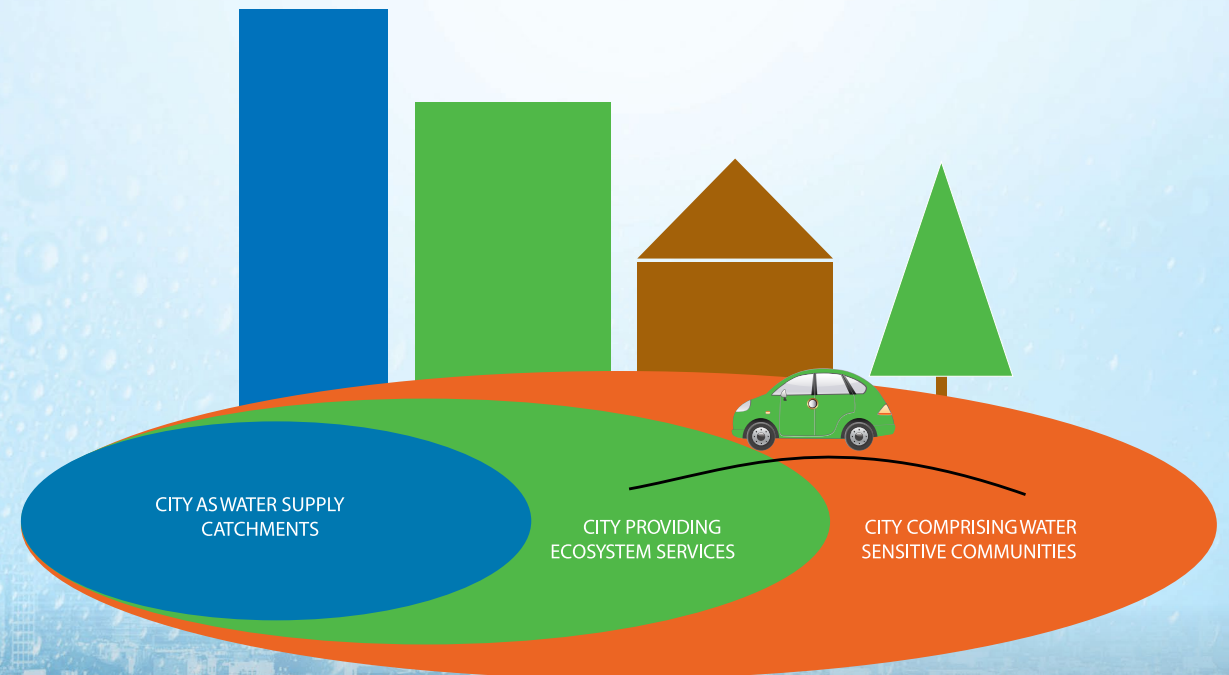 CITY AS WATER SUPPLY
CATCHMENTS
CITY PROVIDING
ECOSYSTEM SERVICES
CITY COMPRISING WATER
SENSITIVE COMMUNITIES